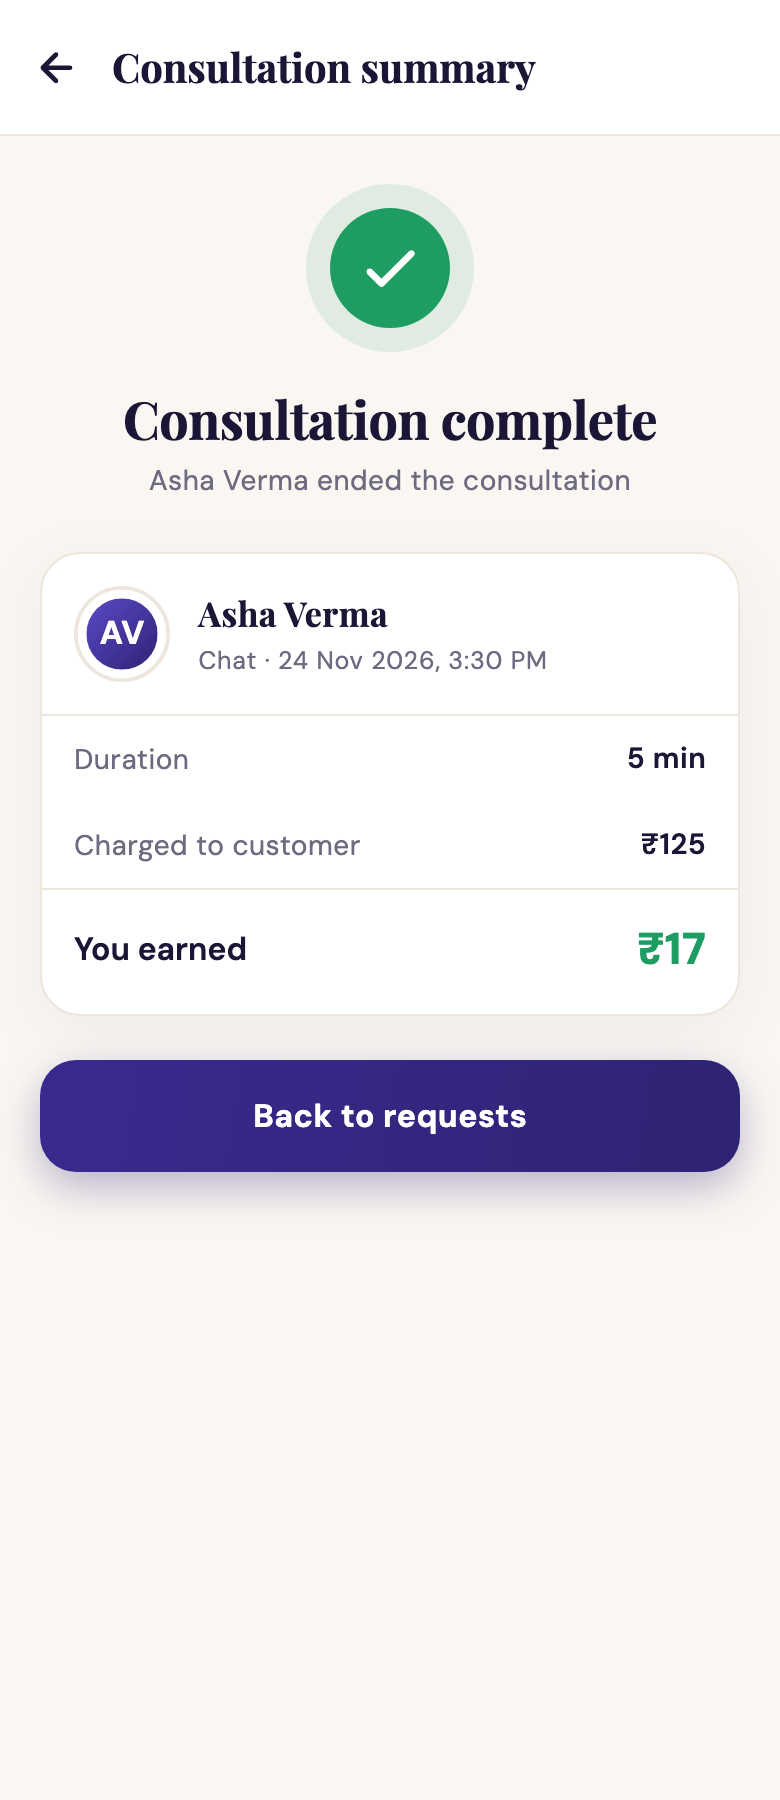 Consultation summary
Consultation complete
Asha Verma ended the consultation
AV
Asha Verma
Chat · 24 Nov 2026, 3:30 PM
Duration 5 min
Charged to customer ₹125
You earned ₹17
Back to requests